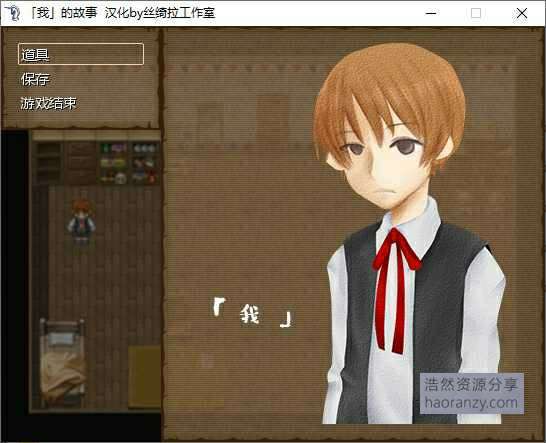 「我」的故事 汉化by丝绮拉工作室
道具
保存
游戏结束
「我」
浩然资源分享
haoranzy.com